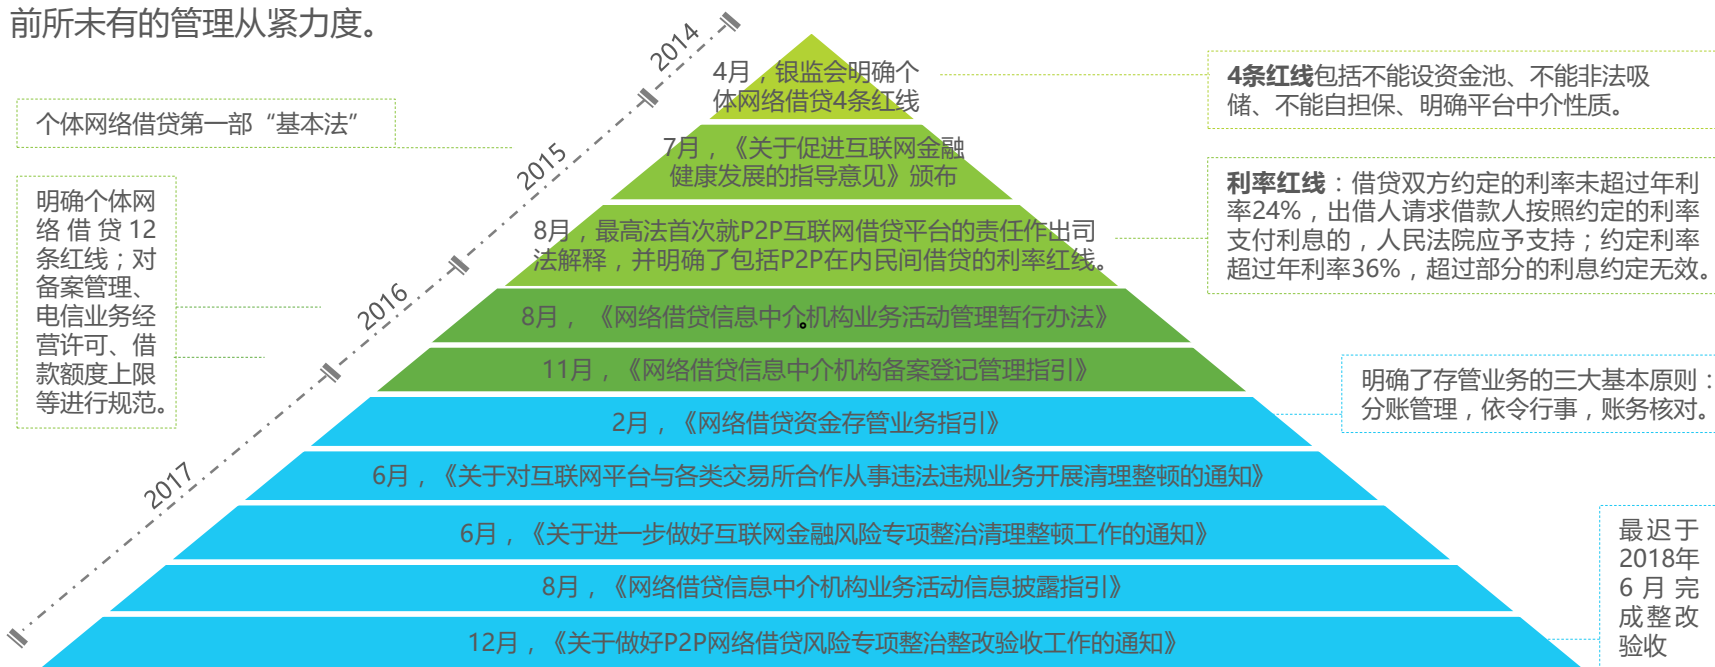 前所未有的管理从紧力度。
2014
4月，银监会明确个
体网络借贷4条红线
4条红线包括不能设资金池、不能非法吸
储、不能自担保、明确平台中介性质。
个体网络借贷第一部“基本法”
2015
7月，《关于促进互联网金融
健康发展的指导意见》颁布
利率红线：借贷双方约定的利率未超过年利
率24%，出借人请求借款人按照约定的利率
支付利息的，人民法院应予支持；约定利率
超过年利率36%，超过部分的利息约定无效。
8月，最高法首次就P2P互联网借贷平台的责任作出司
法解释，并明确了包括P2P在内民间借贷的利率红线。
明确个体网
络借贷12
条红线；对
备案管理、
电信业务经
营许可、借
款额度上限
等进行规范。
2016
8月，《网络借贷信息中介机构业务活动管理暂行办法》
。
11月，《网络借贷信息中介机构备案登记管理指引》
明确了存管业务的三大基本原则：
分账管理，依令行事，账务核对。
2017
2月，《网络借贷资金存管业务指引》
6月，《关于对互联网平台与各类交易所合作从事违法违规业务开展清理整顿的通知》
6月，《关于进一步做好互联网金融风险专项整治清理整顿工作的通知》
8月，《网络借贷信息中介机构业务活动信息披露指引》
12月，《关于做好P2P网络借贷风险专项整治整改验收工作的通知》
最迟于
2018年
6月完
成整改
验收